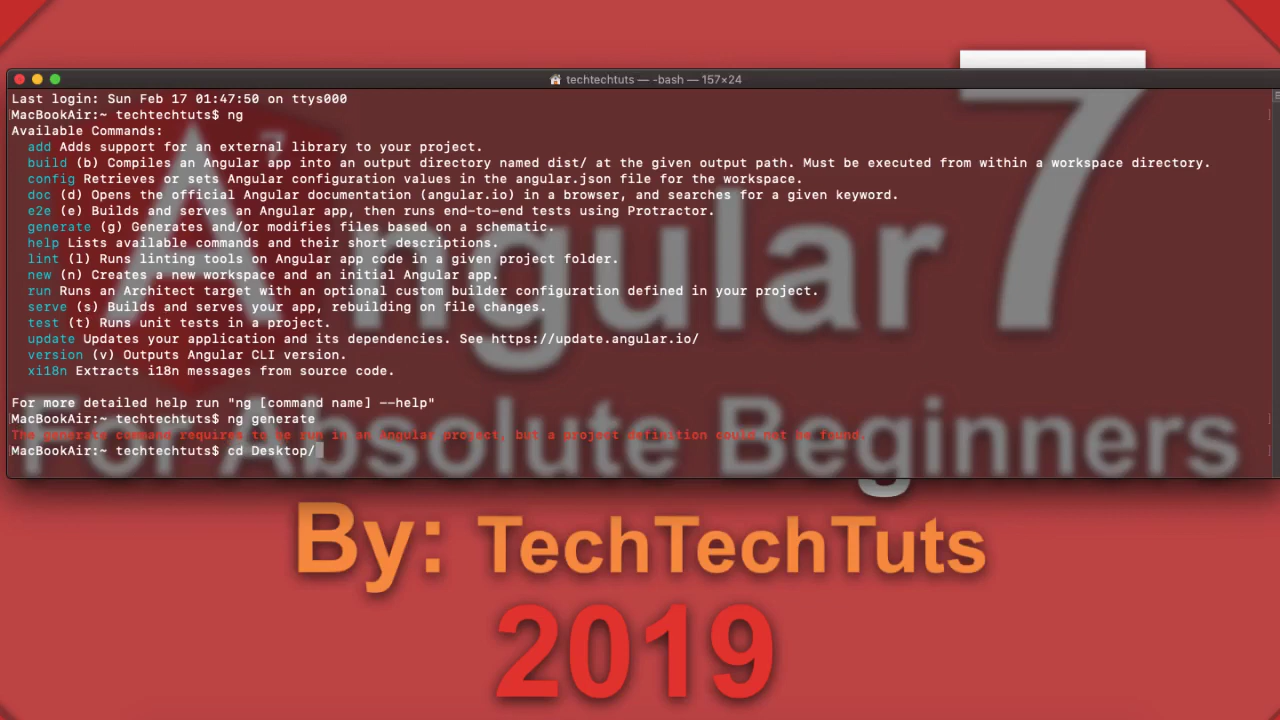 techtechtuts — -bash — 157×24
Last login: Sun Feb 17 01:47:50 on ttys000
MacBookAir:~ techtechtuts$ ng
Available Commands:
add Adds support for an external library to your project.
build (b) Compiles an Angular app into an output directory named dist/ at the given output path. Must be executed from within a workspace directory.
config Retrieves or sets Angular configuration values in the angular.json file for the workspace.
doc (d) Opens the official Angular documentation (angular.io) in a browser, and searches for a given keyword.
e2e (e) Builds and serves an Angular app, then runs end-to-end tests using Protractor.
generate (g) Generates and/or modifies files based on a schematic.
help Lists available commands and their short descriptions.
lint (l) Runs linting tools on Angular app code in a given project folder.
new (n) Creates a new workspace and an initial Angular app.
run Runs an Architect target with an optional custom builder configuration defined in your project.
serve (s) Builds and serves your app, rebuilding on file changes.
test (t) Runs unit tests in a project.
update Updates your application and its dependencies. See https://update.angular.io/
version (v) Outputs Angular CLI version.
xi18n Extracts i18n messages from source code.
For more detailed help run "ng [command name] --help"
MacBookAir:~ techtechtuts$ ng generate
The generate command requires to be run in an Angular project, but a project definition could not be found.
MacBookAir:~ techtechtuts$ cd Desktop/
Angular 7
For Absolute Beginners
By: TechTechTuts
2019